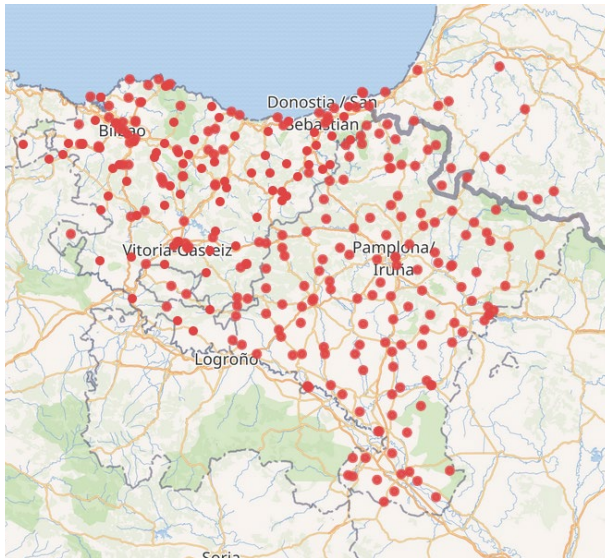 Donostia / San
Sebastián
Bilbao
Vitoria-Gasteiz
Pamplona/
Iruña
Logroño
Soria